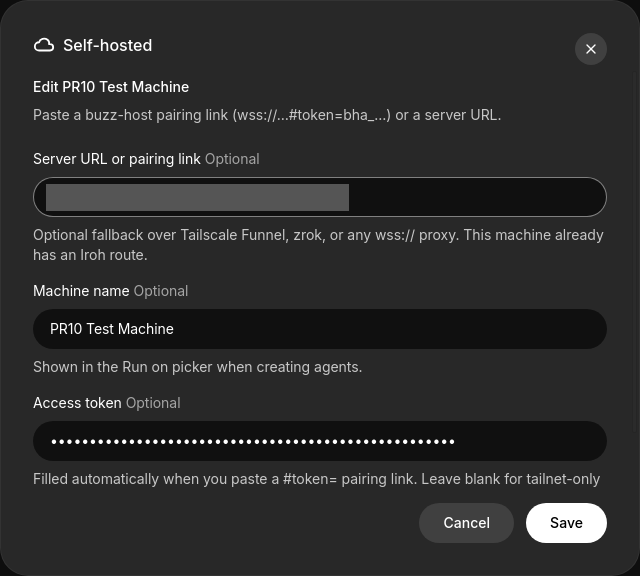 Self-hosted
Edit PR10 Test Machine
Paste a buzz-host pairing link (wss://...#token=bha_...) or a server URL.
Server URL or pairing link Optional
Optional fallback over Tailscale Funnel, zrok, or any wss:// proxy. This machine already
has an Iroh route.
Machine name Optional
PR10 Test Machine
Shown in the Run on picker when creating agents.
Access token Optional
Filled automatically when you paste a #token= pairing link. Leave blank for tailnet-only
Cancel
Save